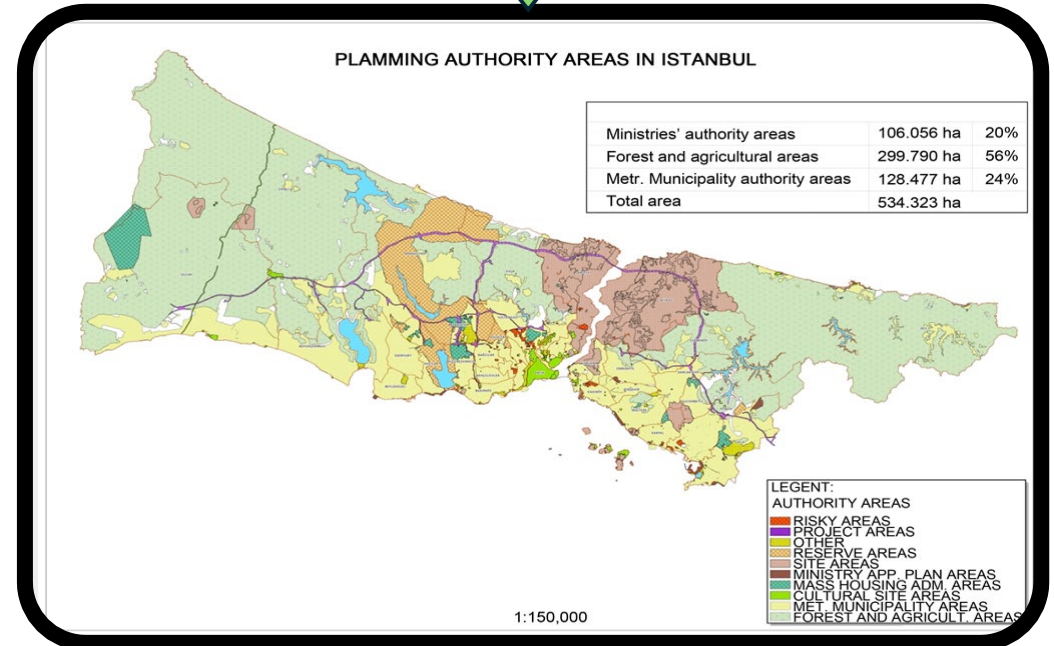 PLAMMING AUTHORITY AREAS IN ISTANBUL
Ministries' authority areas 106.056 ha 20%
Forest and agricultural areas 299.790 ha 56%
Metr. Municipality authority areas 128.477 ha 24%
Total area 534.323 ha
LEGENT:
AUTHORITY AREAS
RISKY AREAS
PROJECT AREAS
OTHER
RESERVE AREAS
SITE AREAS
MINISTRY APP. PLAN AREAS
MASS HOUSING ADM. AREAS
CULTURAL SITE AREAS
MET. MUNICIPALITY AREAS
FOREST AND AGRICULT. AREAS
1:150,000